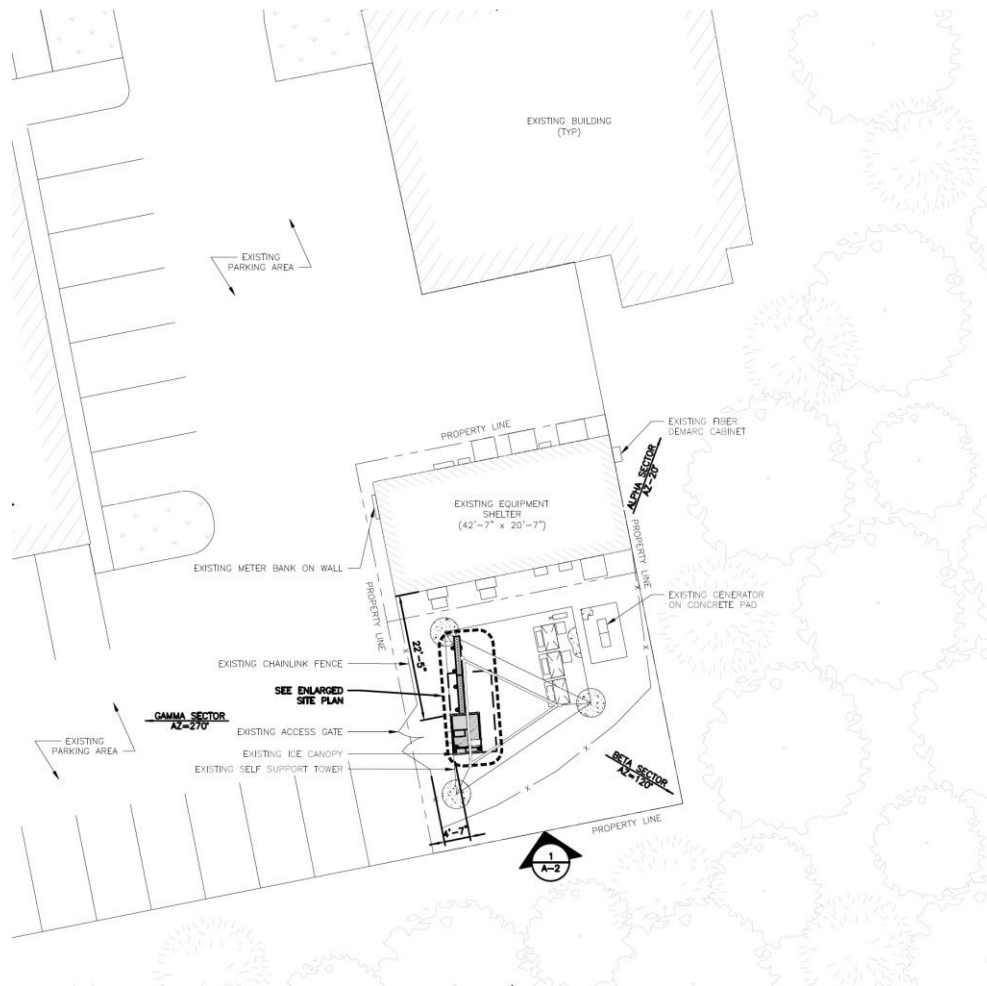 EXISTING BUILDING
(TYP)
EXISTING
PARKING AREA
PROPERTY LINE
EXISTING FIBER
DEMARC CABINET
ALPHA SECTOR
AZ=20°
EXISTING EQUIPMENT
SHELTER
(42'-7" x 20'-7")
PROPERTY LINE
EXISTING METER BANK ON WALL
PROPERTY LINE
EXISTING GENERATOR
ON CONCRETE PAD
22'-5"
EXISTING CHAINLINK FENCE
SEE ENLARGED
SITE PLAN
GAMMA SECTOR
AZ=270°
EXISTING ACCESS GATE
EXISTING
PARKING AREA
EXISTING ICE CANOPY
EXISTING SELF SUPPORT TOWER
BETA SECTOR
AZ=120°
4'-7"
PROPERTY LINE
1
A-2